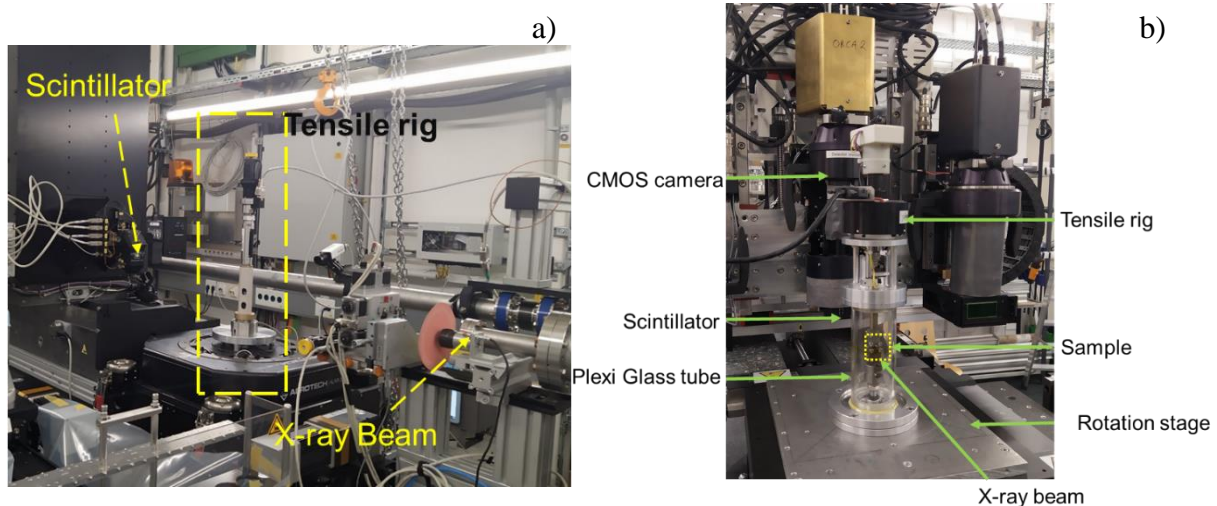 a)
b)
Scintillator
Tensile rig
X-ray Beam
ORCA 2
CMOS camera
Tensile rig
Scintillator
Sample
Plexi Glass tube
Rotation stage
X-ray beam